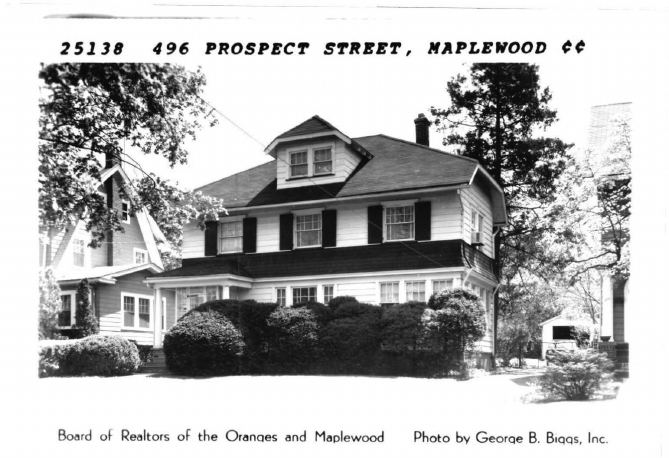 25138 496 PROSPECT STREET, MAPLEWOOD ¢¢
Board of Realtors of the Oranges and Maplewood Photo by George B. Biggs, Inc.